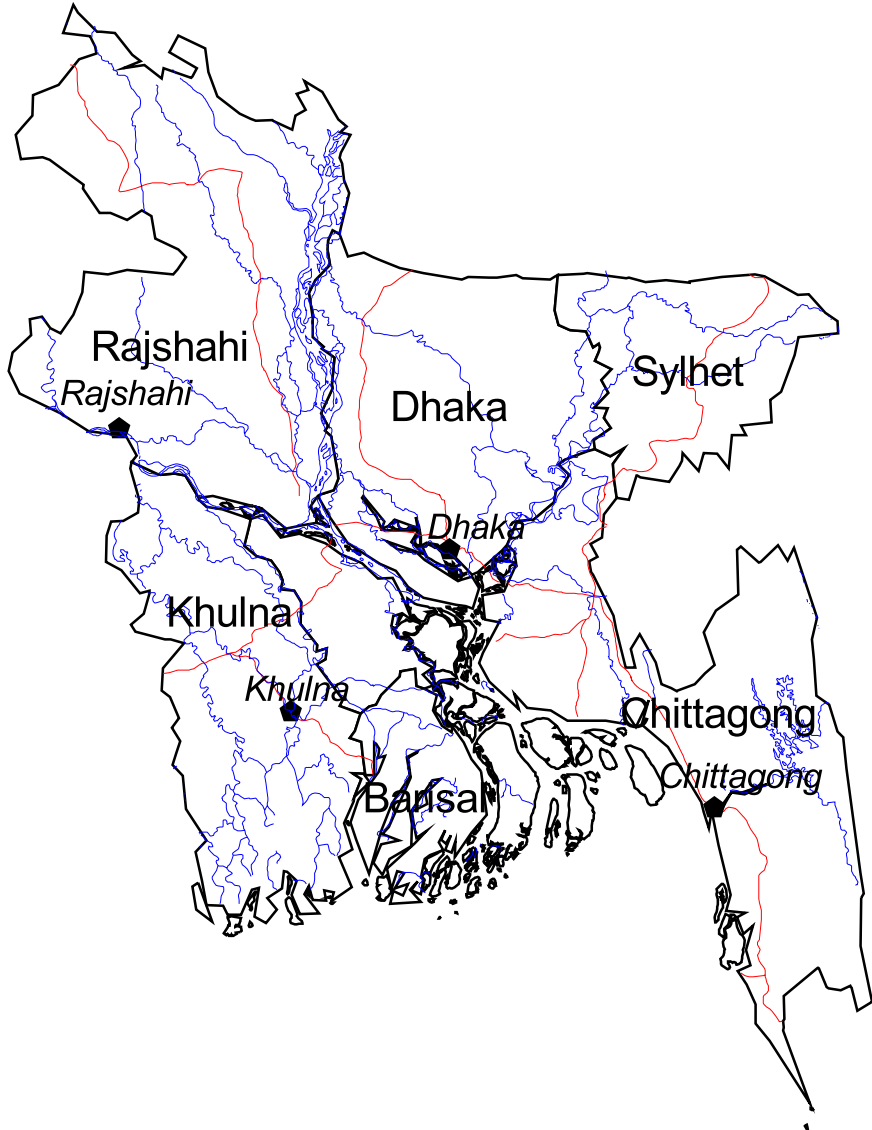 Rajshahi
Rajshahi
Dhaka
Sylhet
Dhaka
Khulna
Khulna
Chittagong
Chittagong
Barisal